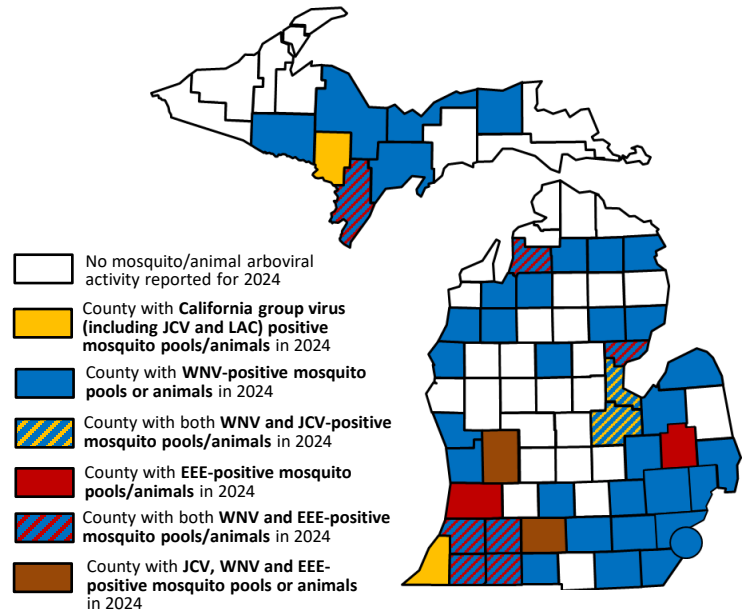 No mosquito/animal arboviral
activity reported for 2024
County with California group virus
(including JCV and LAC) positive
mosquito pools/animals in 2024
County with WNV-positive mosquito
pools or animals in 2024
County with both WNV and JCV-positive
mosquito pools/animals in 2024
County with EEE-positive mosquito
pools/animals in 2024
County with both WNV and EEE-positive
mosquito pools/animals in 2024
County with JCV, WNV and EEE-
positive mosquito pools or animals
in 2024